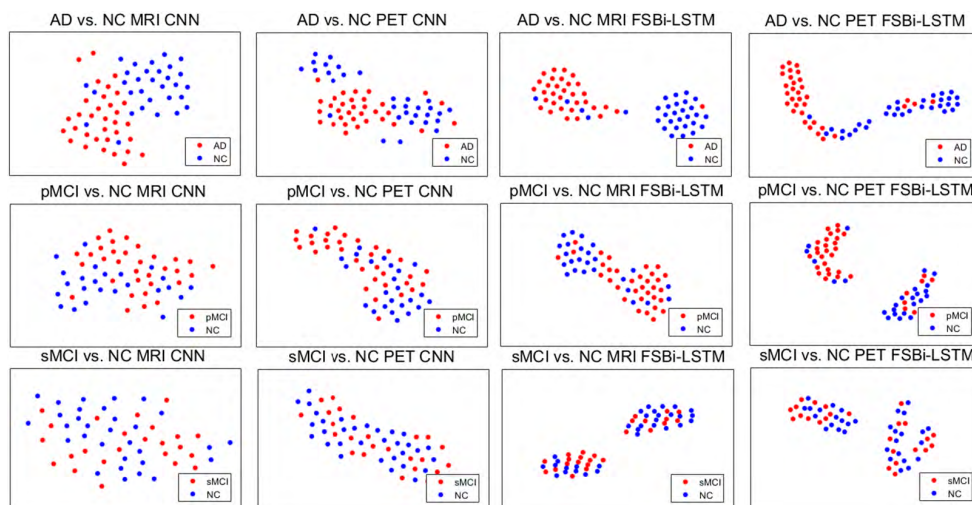 AD vs. NC MRI CNN
AD vs. NC PET CNN
AD vs. NC MRI FSBi-LSTM
AD vs. NC PET FSBi-LSTM
AD
NC
AD
NC
AD
NC
AD
NC
pMCI vs. NC MRI CNN
pMCI vs. NC PET CNN
pMCI vs. NC MRI FSBi-LSTM
pMCI vs. NC PET FSBi-LSTM
pMCI
NC
pMCI
NC
pMCI
NC
pMCI
NC
sMCI vs. NC MRI CNN
sMCI vs. NC PET CNN
sMCI vs. NC MRI FSBi-LSTM
sMCI vs. NC PET FSBi-LSTM
sMCI
NC
sMCI
NC
sMCI
NC
sMCI
NC